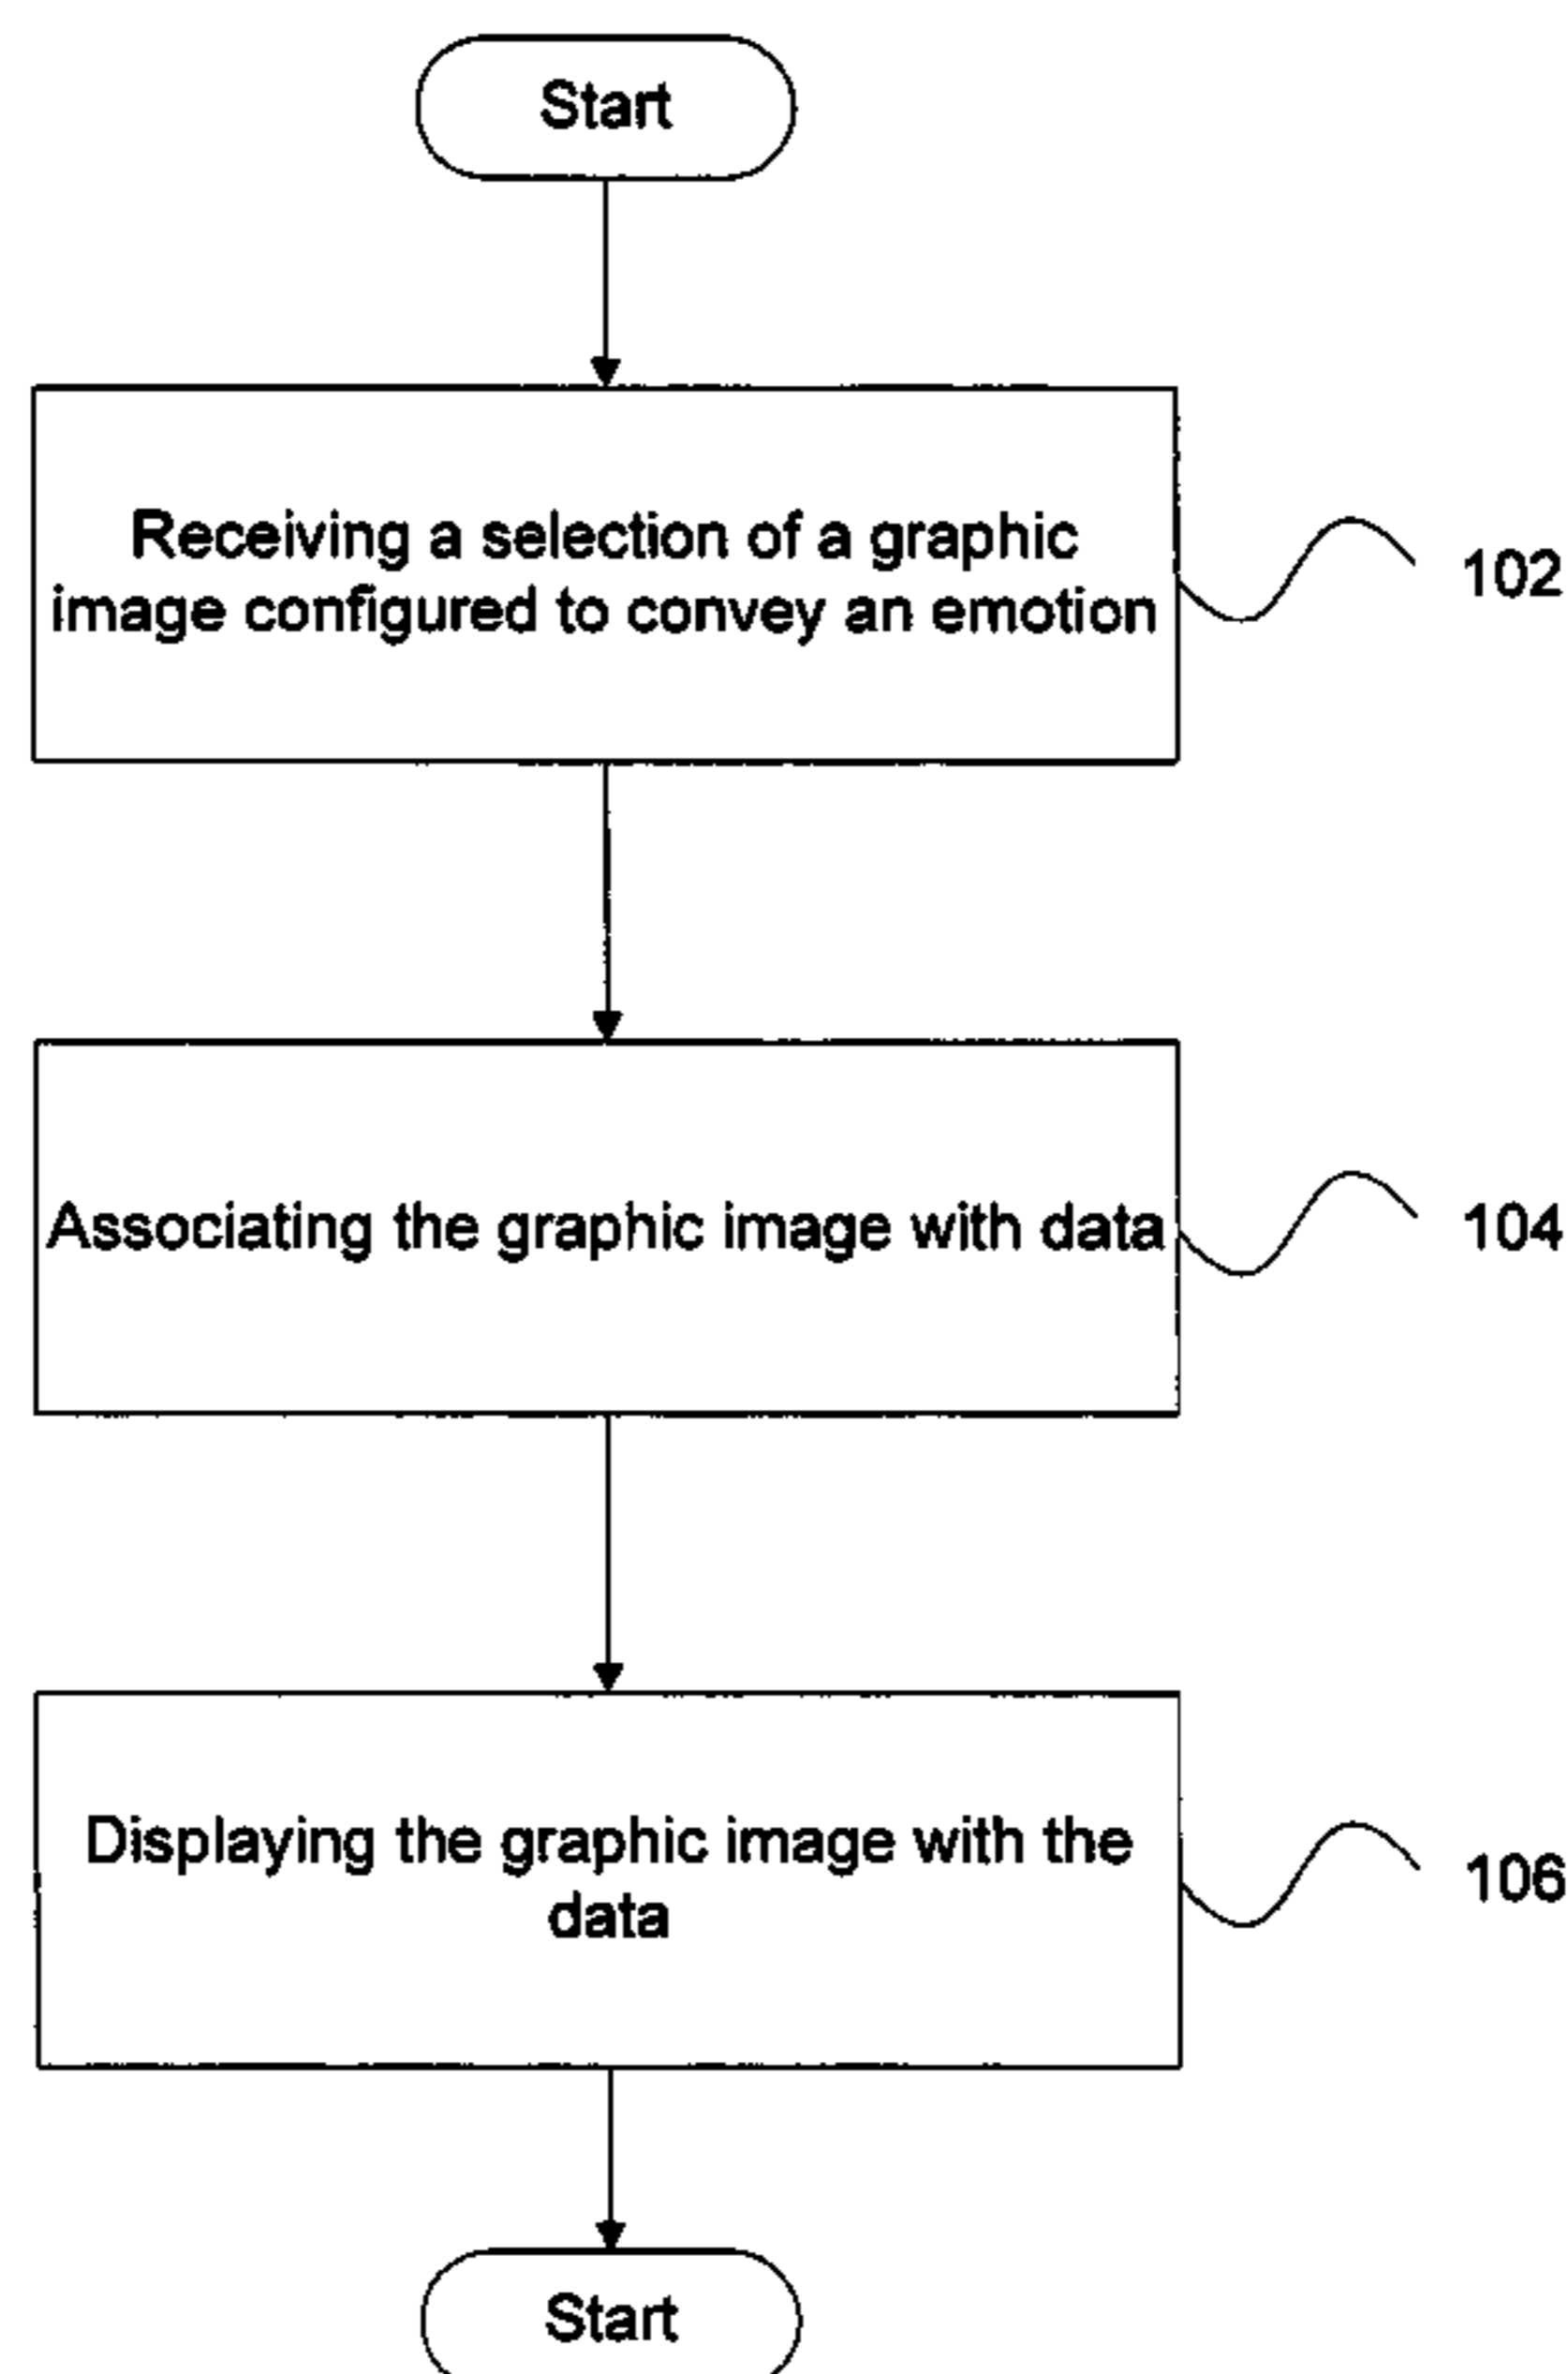 Start
Receiving a selection of a graphic
image configured to convey an emotion
102
Associating the graphic image with data
104
Displaying the graphic image with the
data
106
Start